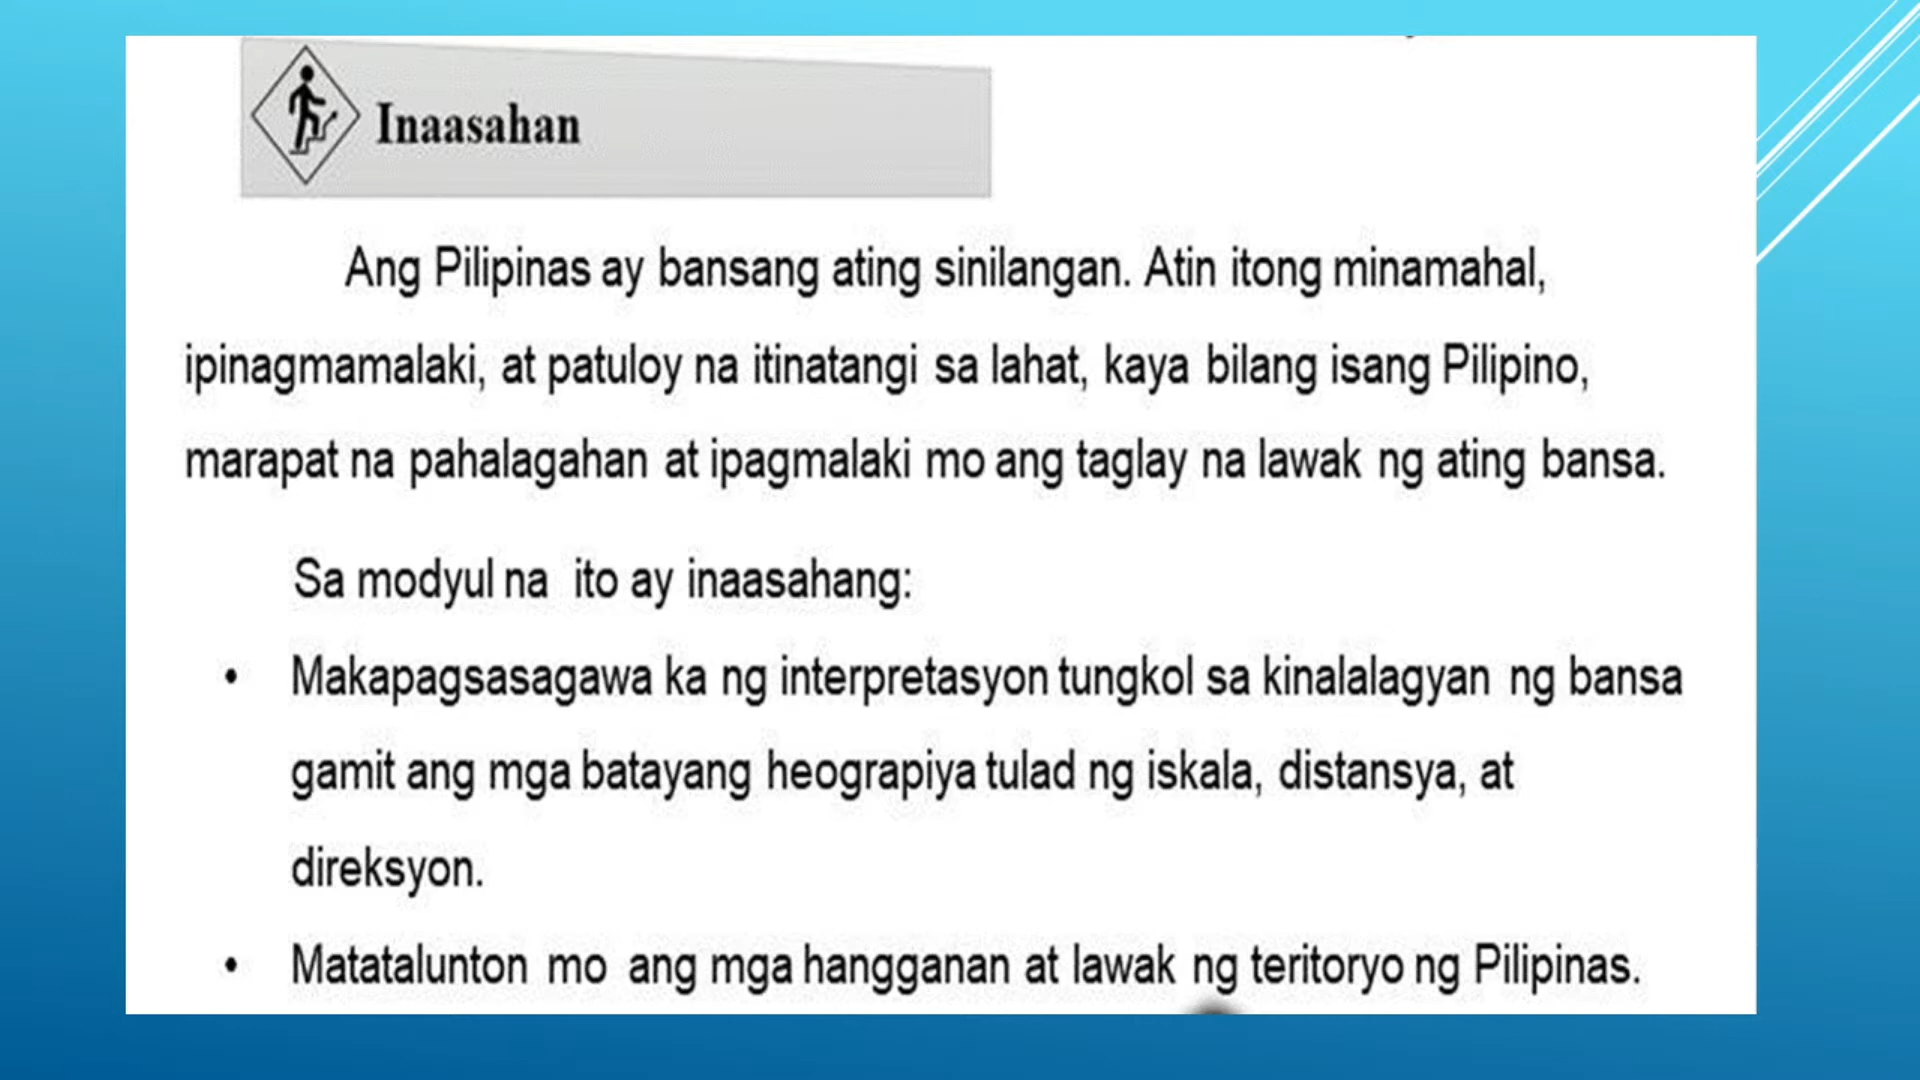 Inaasahan
Ang Pilipinas ay bansang ating sinilangan. Atin itong minamahal,
ipinagmamalaki, at patuloy na itinatangi sa lahat, kaya bilang isang Pilipino,
marapat na pahalagahan at ipagmalaki mo ang taglay na lawak ng ating bansa.
Sa modyul na ito ay inaasahang:
• Makapagsasagawa ka ng interpretasyon tungkol sa kinalalagyan ng bansa
gamit ang mga batayang heograpiya tulad ng iskala, distansya, at
direksyon.
• Matatalunton mo ang mga hangganan at lawak ng teritoryo ng Pilipinas.